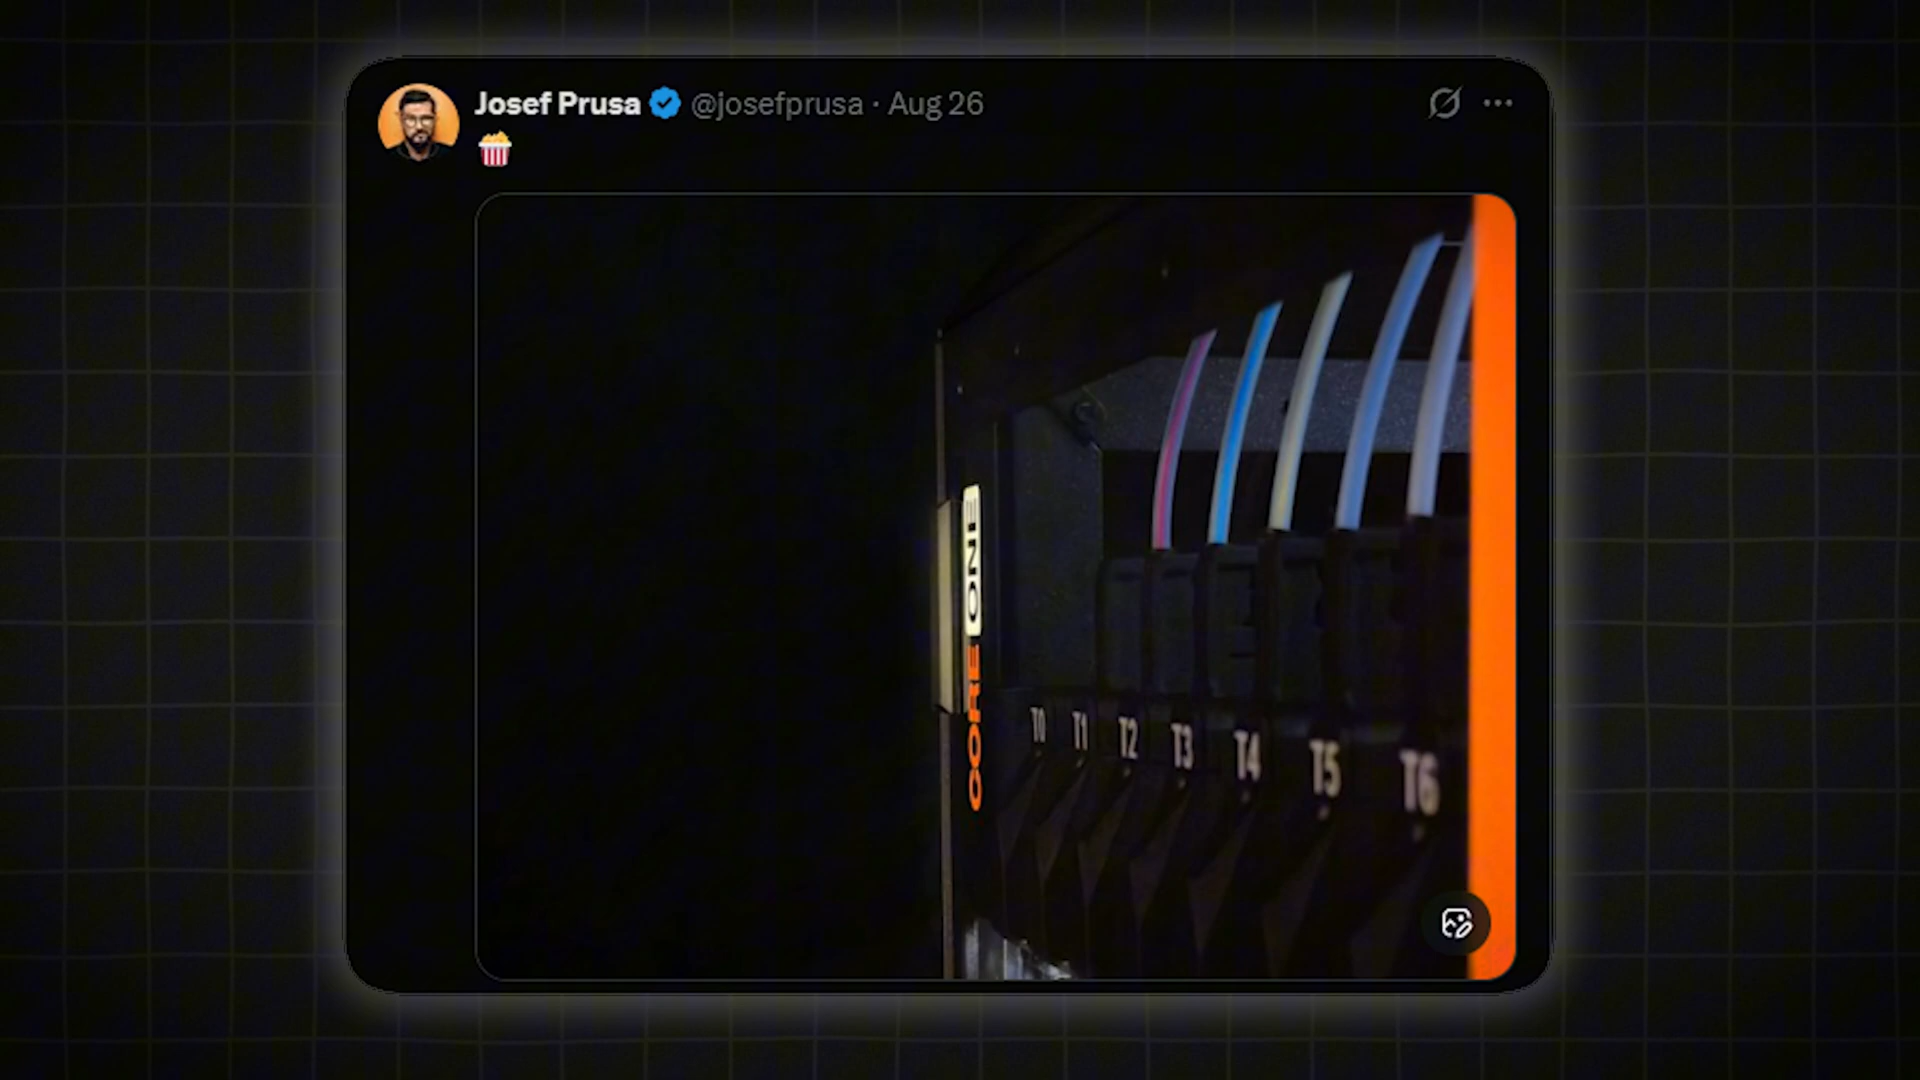 Josef Prusa @josefprusa · Aug 26
🍿
CORE ONE
T0 T1 T2 T3 T4 T5 T6